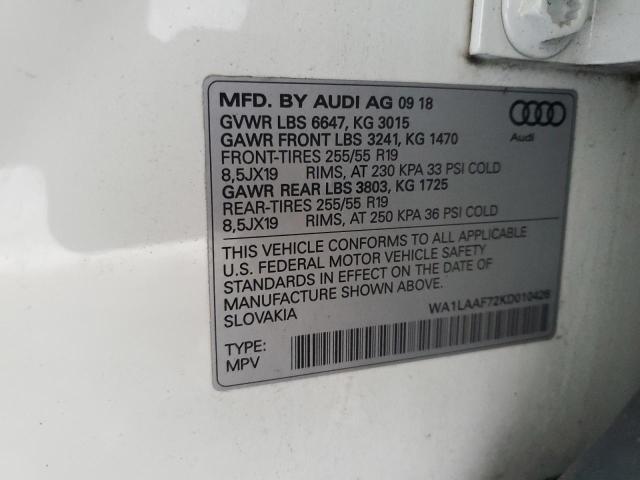 MFD. BY AUDI AG 09 18
GVWR LBS 6647, KG 3015
GAWR FRONT LBS 3241, KG 1470
FRONT-TIRES 255/55 R19
8,5JX19 RIMS, AT 230 KPA 33 PSI COLD
GAWR REAR LBS 3803, KG 1725
REAR-TIRES 255/55 R19
8,5JX19 RIMS, AT 250 KPA 36 PSI COLD
Audi
THIS VEHICLE CONFORMS TO ALL APPLICABLE
U.S. FEDERAL MOTOR VEHICLE SAFETY
STANDARDS IN EFFECT ON THE DATE OF
MANUFACTURE SHOWN ABOVE.
SLOVAKIA
WA1LAAF72KD010426
TYPE:
MPV